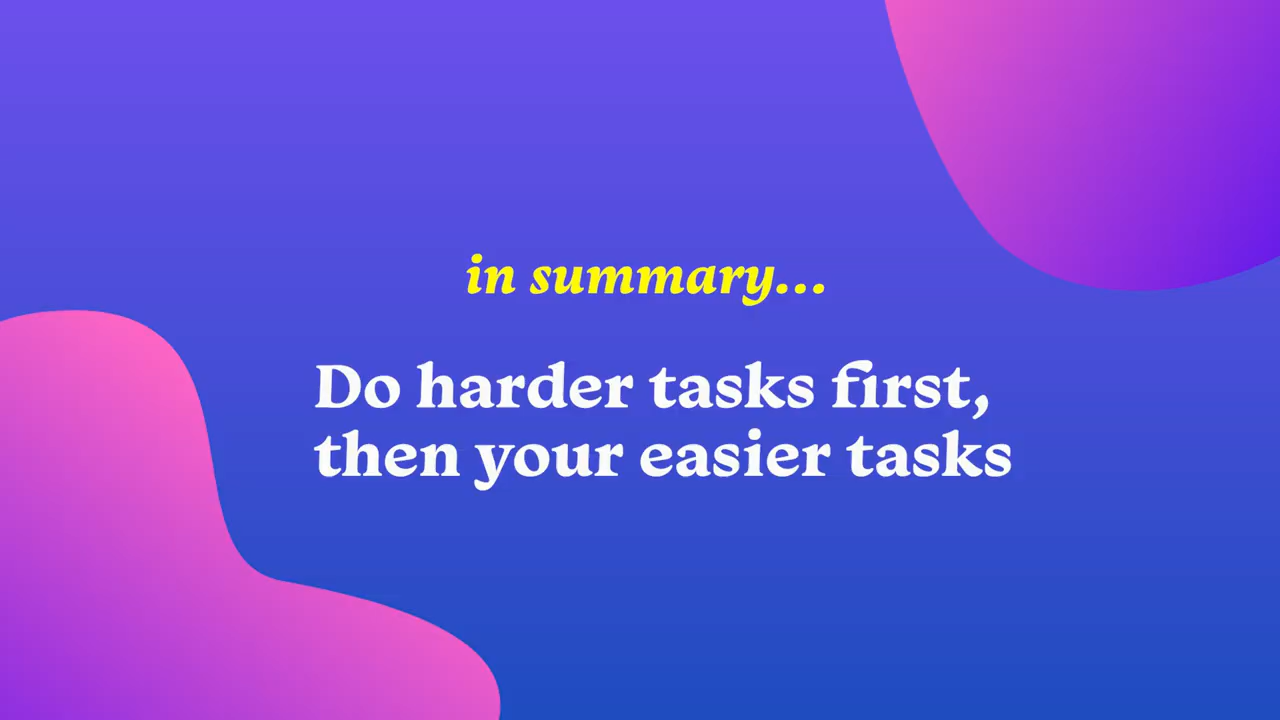 in summary...
Do harder tasks first,
then your easier tasks